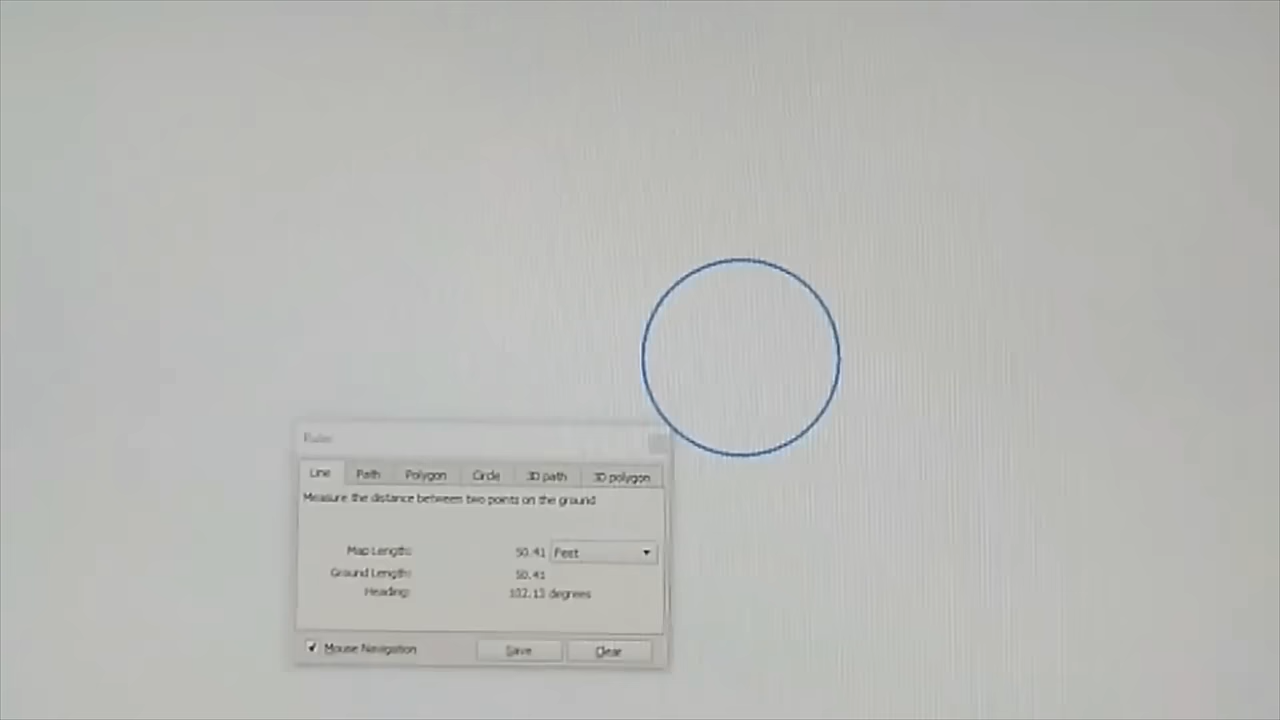 Ruler
Line Path Polygon Circle 3D path 3D polygon
Measure the distance between two points on the ground
Map Length: 50.41 Feet
Ground Length: 50.41
Heading: 102.13 degrees
Mouse Navigation Save Clear